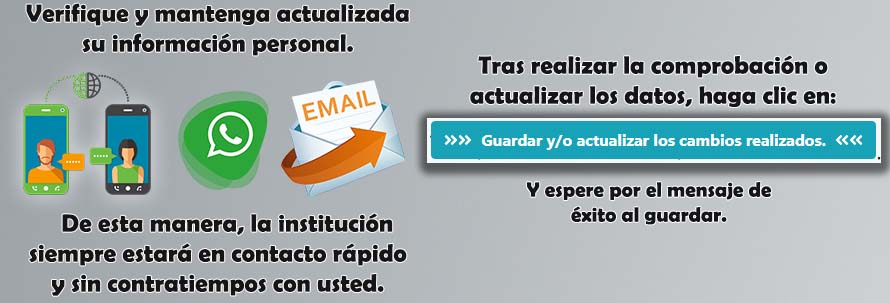 Verifique y mantenga actualizada
su información personal.
EMAIL
De esta manera, la institución
siempre estará en contacto rápido
y sin contratiempos con usted.
Tras realizar la comprobación o
actualizar los datos, haga clic en:
»» Guardar y/o actualizar los cambios realizados. ««
Y espere por el mensaje de
éxito al guardar.